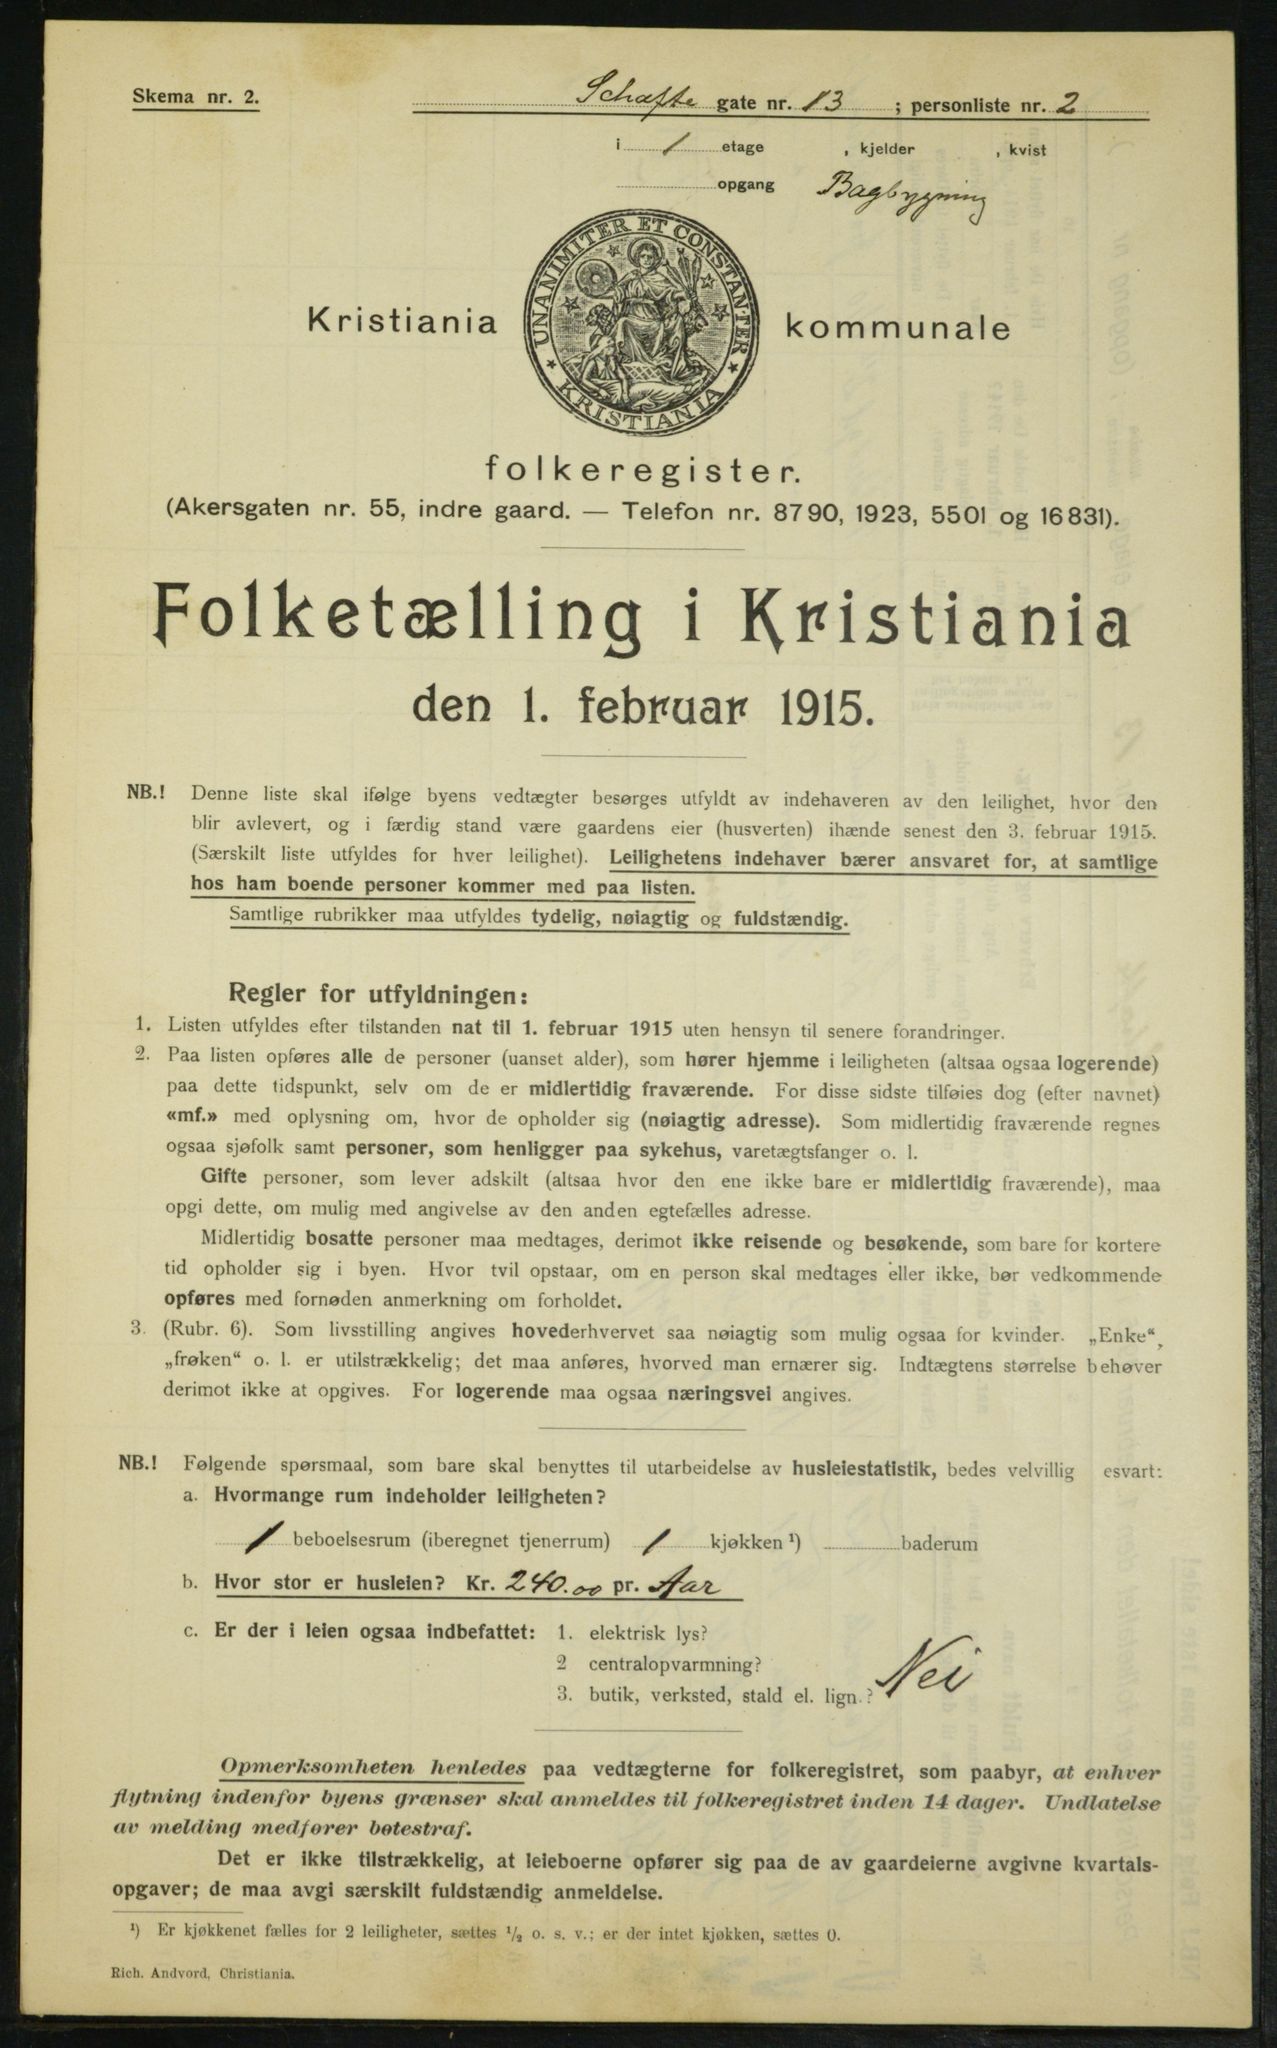 Skema nr. 2.
Schafte gate nr. 13 ; personliste nr. 2
i 1 etage , kjelder , kvist
opgang Bagbygning
UNANIMITER ET CONSTANTER
KRISTIANIA
Kristiania kommunale
folkeregister.
(Akersgaten nr. 55, indre gaard. — Telefon nr. 8790, 1923, 5501 og 16831).
Folketælling i Kristiania
den 1. februar 1915.
NB.! Denne liste skal ifølge byens vedtægter besørges utfyldt av indehaveren av den leilighet, hvor den
blir avlevert, og i færdig stand være gaardens eier (husverten) ihænde senest den 3. februar 1915.
(Særskilt liste utfyldes for hver leilighet). Leilighetens indehaver bærer ansvaret for, at samtlige
hos ham boende personer kommer med paa listen.
Samtlige rubrikker maa utfyldes tydelig, nøiagtig og fuldstændig.
Regler for utfyldningen:
1. Listen utfyldes efter tilstanden nat til 1. februar 1915 uten hensyn til senere forandringer.
2. Paa listen opføres alle de personer (uanset alder), som hører hjemme i leiligheten (altsaa ogsaa logerende)
paa dette tidspunkt, selv om de er midlertidig fraværende. For disse sidste tilføies dog (efter navnet)
«mf.» med oplysning om, hvor de opholder sig (nøiagtig adresse). Som midlertidig fraværende regnes
ogsaa sjøfolk samt personer, som henligger paa sykehus, varetægtsfanger o. l.
Gifte personer, som lever adskilt (altsaa hvor den ene ikke bare er midlertidig fraværende), maa
opgi dette, om mulig med angivelse av den anden egtefælles adresse.
Midlertidig bosatte personer maa medtages, derimot ikke reisende og besøkende, som bare for kortere
tid opholder sig i byen. Hvor tvil opstaar, om en person skal medtages eller ikke, bør vedkommende
opføres med fornøden anmerkning om forholdet.
3. (Rubr. 6). Som livsstilling angives hovederhvervet saa nøiagtig som mulig ogsaa for kvinder. „Enke“,
„frøken“ o. l. er utilstrækkelig; det maa anføres, hvorved man ernærer sig. Indtægtens størrelse behøver
derimot ikke at opgives. For logerende maa ogsaa næringsvei angives.
NB.! Følgende spørsmaal, som bare skal benyttes til utarbeidelse av husleiestatistik, bedes velvillig esvart:
a. Hvormange rum indeholder leiligheten?
1 beboelsesrum (iberegnet tjenerrum) 1 kjøkken ¹) baderum
b. Hvor stor er husleien? Kr. 240.00 pr. Aar
c. Er der i leien ogsaa indbefattet: 1. elektrisk lys?
2 centralopvarmning?
3. butik, verksted, stald el. lign.? Nei
Opmerksomheten henledes paa vedtægterne for folkeregistret, som paabyr, at enhver
flytning indenfor byens grænser skal anmeldes til folkeregistret inden 14 dager. Undlatelse
av melding medfører bøtestraf.
Det er ikke tilstrækkelig, at leieboerne opfører sig paa de av gaardeierne avgivne kvartals-
opgaver; de maa avgi særskilt fuldstændig anmeldelse.
¹) Er kjøkkenet fælles for 2 leiligheter, sættes ½ o. s. v.; er der intet kjøkken, sættes 0.
Rich. Andvord, Christiania.